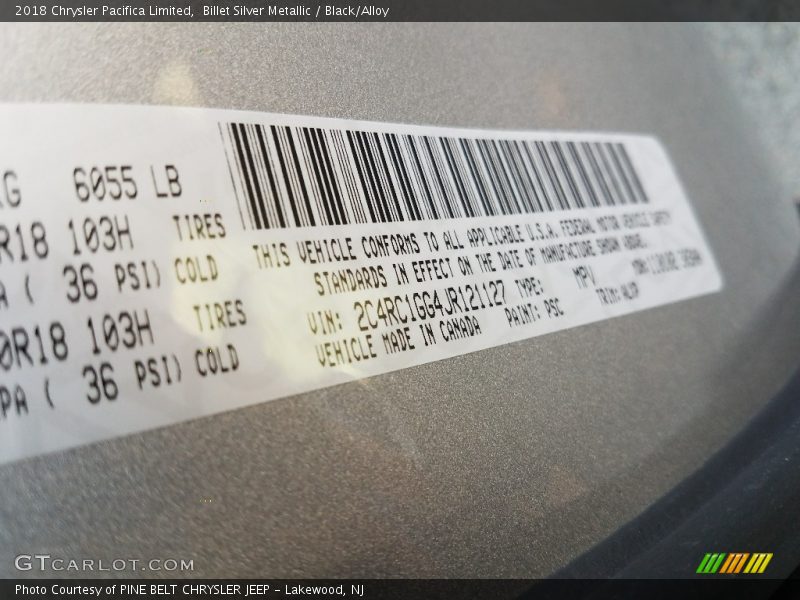 2018 Chrysler Pacifica Limited, Billet Silver Metallic / Black/Alloy
6055 LB
R18 103H TIRES
( 36 PSI) COLD
0R18 103H TIRES
PA ( 36 PSI) COLD
THIS VEHICLE CONFORMS TO ALL APPLICABLE U.S.A. FEDERAL MOTOR VEHICLE SAFETY
STANDARDS IN EFFECT ON THE DATE OF MANUFACTURE SHOWN ABOVE.
VIN: 2C4RC1GG4JR121127 TYPE: MPV
VEHICLE MADE IN CANADA PAINT: PSC TRIM: ALXP
GTCARLOT.COM
Photo Courtesy of PINE BELT CHRYSLER JEEP - Lakewood, NJ